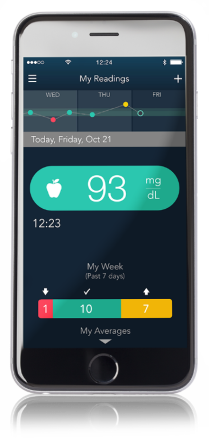 12:24
My Readings
WED THU FRI
Today, Friday, Oct 21
93 mg
dL
12:23
My Week
(Past 7 days)
1 10 7
My Averages